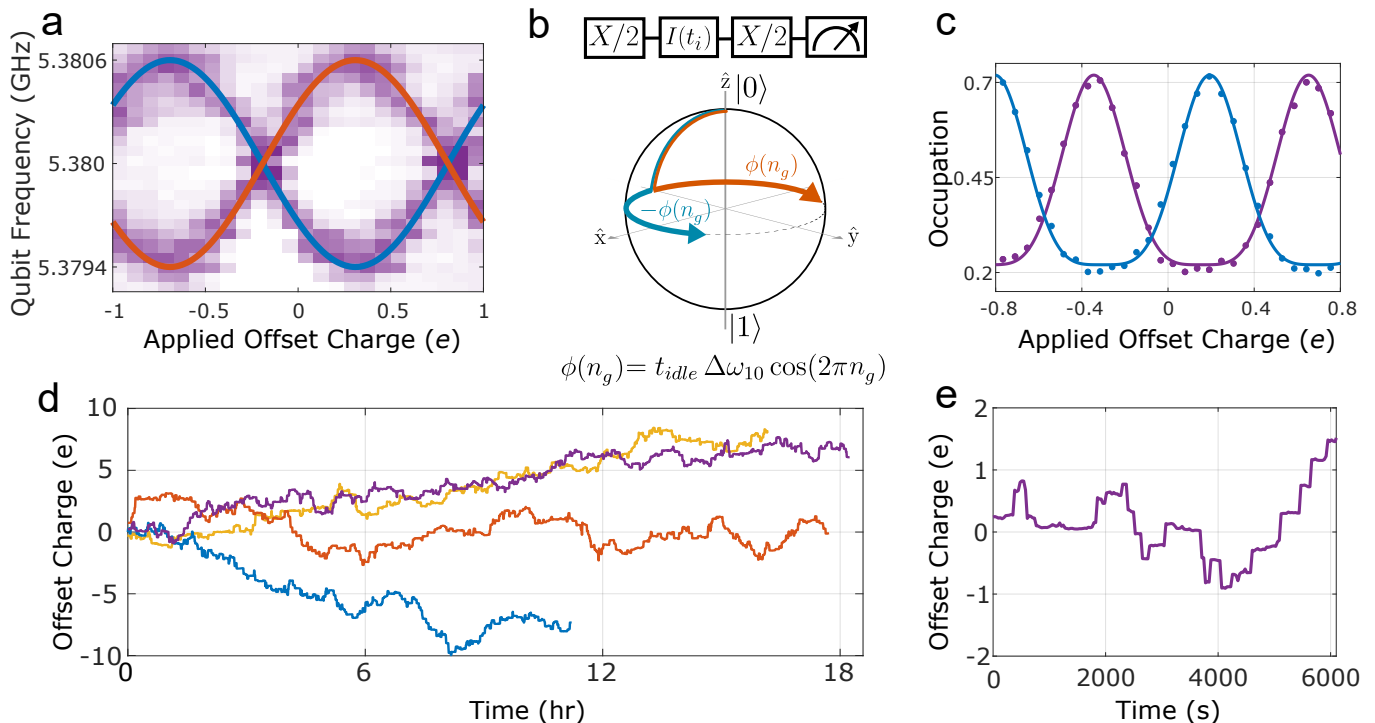 a
Qubit Frequency (GHz)
5.3806
5.380
5.3794
-1
-0.5
0
0.5
1
Applied Offset Charge (e)
b
X/2
I(t_i)
X/2
ẑ
|0⟩
ϕ(n_g)
−ϕ(n_g)
x̂
ŷ
|1⟩
ϕ(n_g) = t_idle Δω_10 cos(2πn_g)
c
Occupation
0.7
0.45
0.2
-0.8
-0.4
0
0.4
0.8
Applied Offset Charge (e)
d
Offset Charge (e)
10
5
0
-5
-10
0
6
12
18
Time (hr)
e
Offset Charge (e)
2
1
0
-1
-2
0
2000
4000
6000
Time (s)